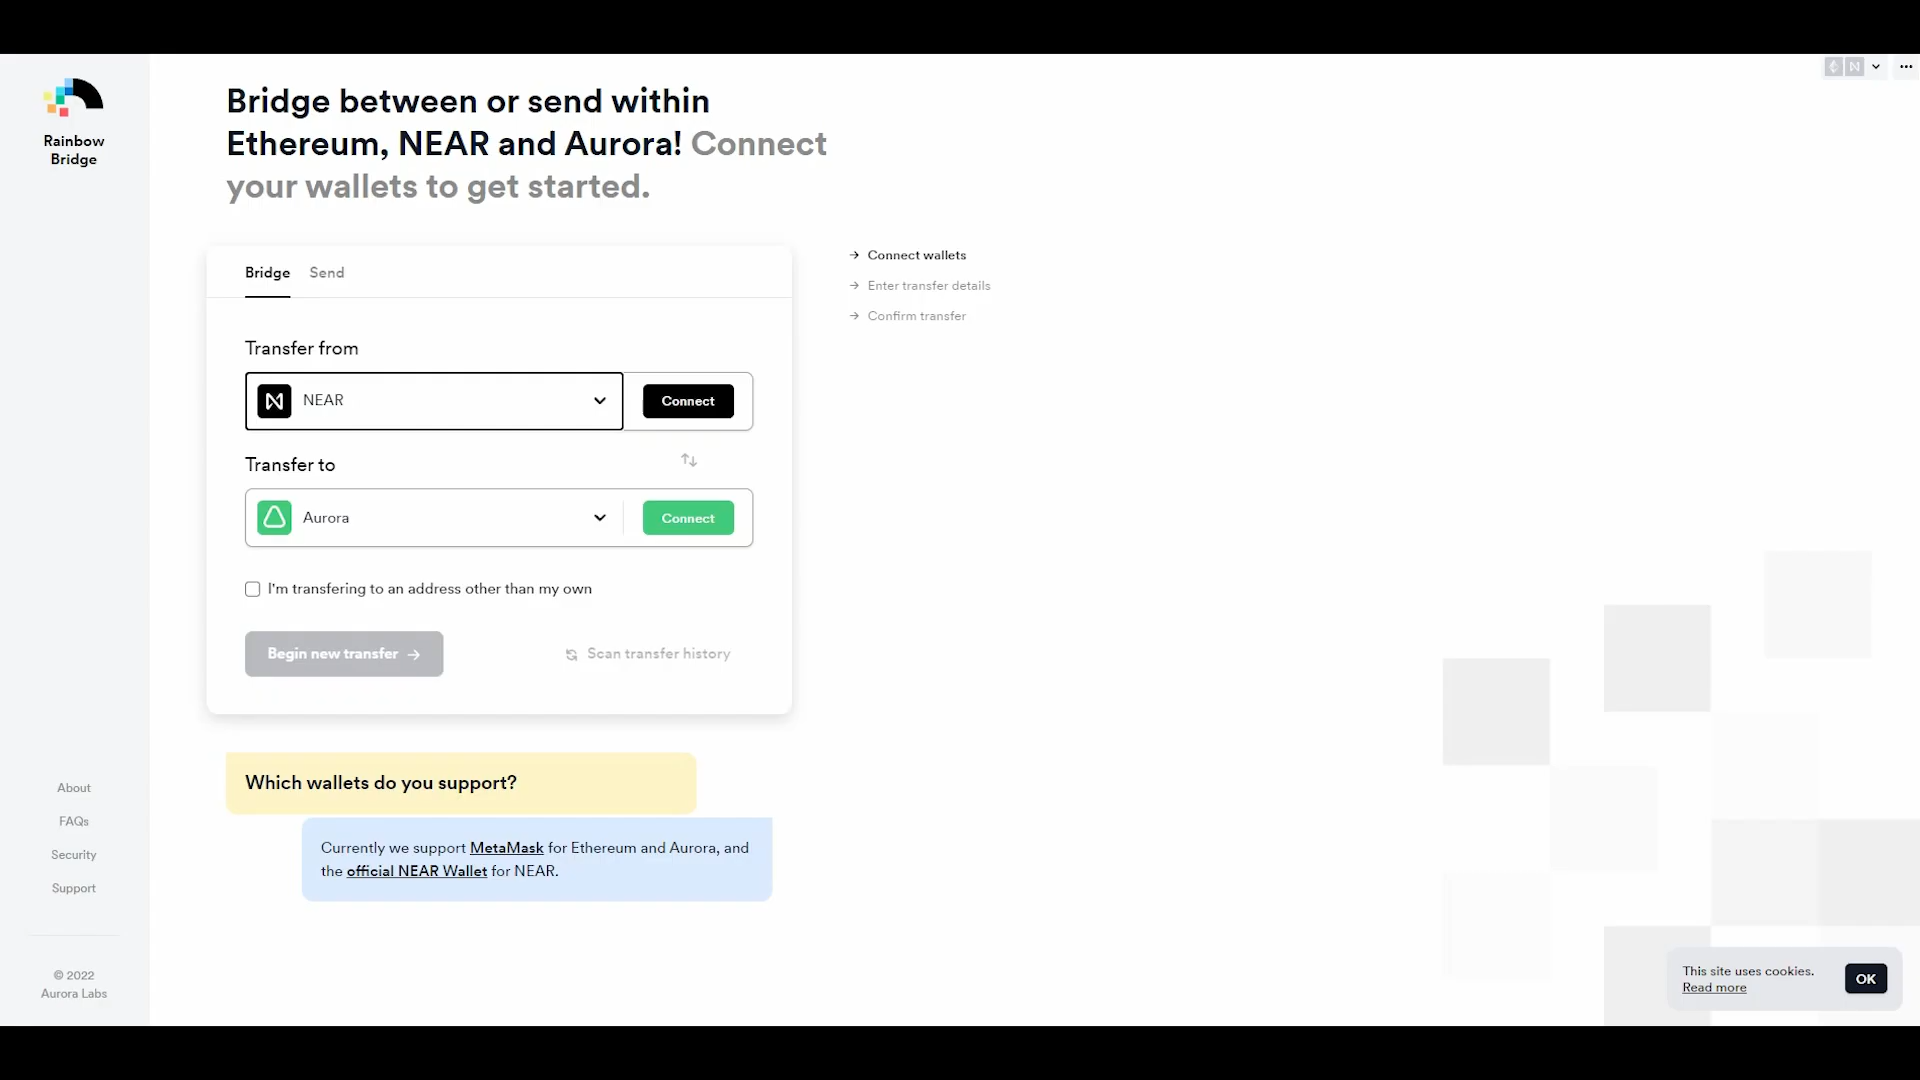 Rainbow
Bridge
Bridge between or send within
Ethereum, NEAR and Aurora! Connect
your wallets to get started.
Bridge Send
Transfer from
NEAR Connect
Transfer to
Aurora Connect
I'm transfering to an address other than my own
Begin new transfer → Scan transfer history
→ Connect wallets
→ Enter transfer details
→ Confirm transfer
Which wallets do you support?
Currently we support MetaMask for Ethereum and Aurora, and
the official NEAR Wallet for NEAR.
About
FAQs
Security
Support
© 2022
Aurora Labs
This site uses cookies.
Read more
OK